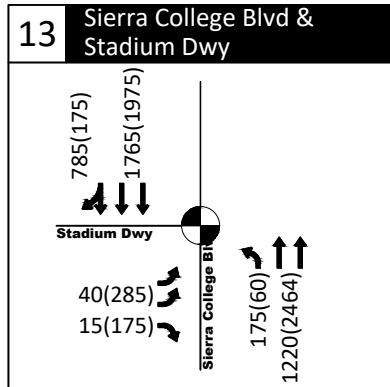 13
Sierra College Blvd &
Stadium Dwy
785(175)
1765(1975)
Stadium Dwy
Sierra College Blv
40(285)
15(175)
175(60)
1220(2464)